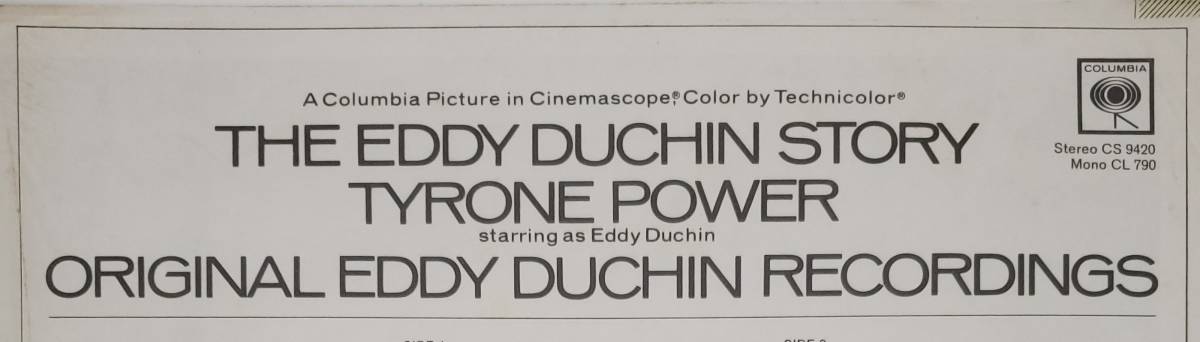 A Columbia Picture in Cinemascope,® Color by Technicolor®
THE EDDY DUCHIN STORY
TYRONE POWER
starring as Eddy Duchin
ORIGINAL EDDY DUCHIN RECORDINGS
COLUMBIA
Stereo CS 9420
Mono CL 790